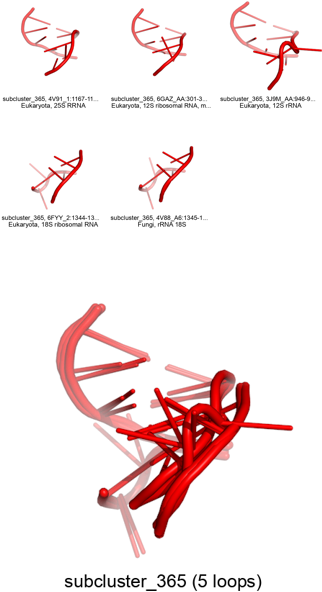 subcluster_365, 4V91_1:1167-11...
Eukaryota, 25S RRNA
subcluster_365, 6GAZ_AA:301-3...
Eukaryota, 12S ribosomal RNA, m...
subcluster_365, 3J9M_AA:946-9...
Eukaryota, 12S rRNA
subcluster_365, 6FYY_2:1344-13...
Eukaryota, 18S ribosomal RNA
subcluster_365, 4V88_A6:1345-1...
Fungi, rRNA 18S
subcluster_365 (5 loops)